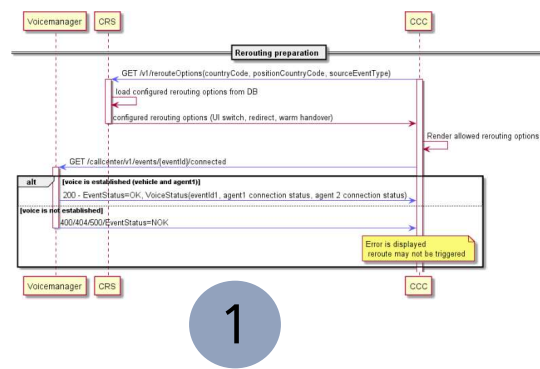 Voicemanager CRS CCC
Rerouting preparation
GET /v1/rerouteOptions(countryCode, positionCountryCode, sourceEventType)
load configured rerouting options from DB
configured rerouting options (UI switch, redirect, warm handover)
Render allowed rerouting options
GET /callcenter/v1/events/{eventId}/connected
alt [voice is established (vehicle and agent1)]
200 - EventStatus=OK, VoiceStatus(eventId1, agent1 connection status, agent 2 connection status)
[voice is not established]
400/404/500/EventStatus=NOK
Error is displayed
reroute may not be triggered
Voicemanager CRS CCC
1